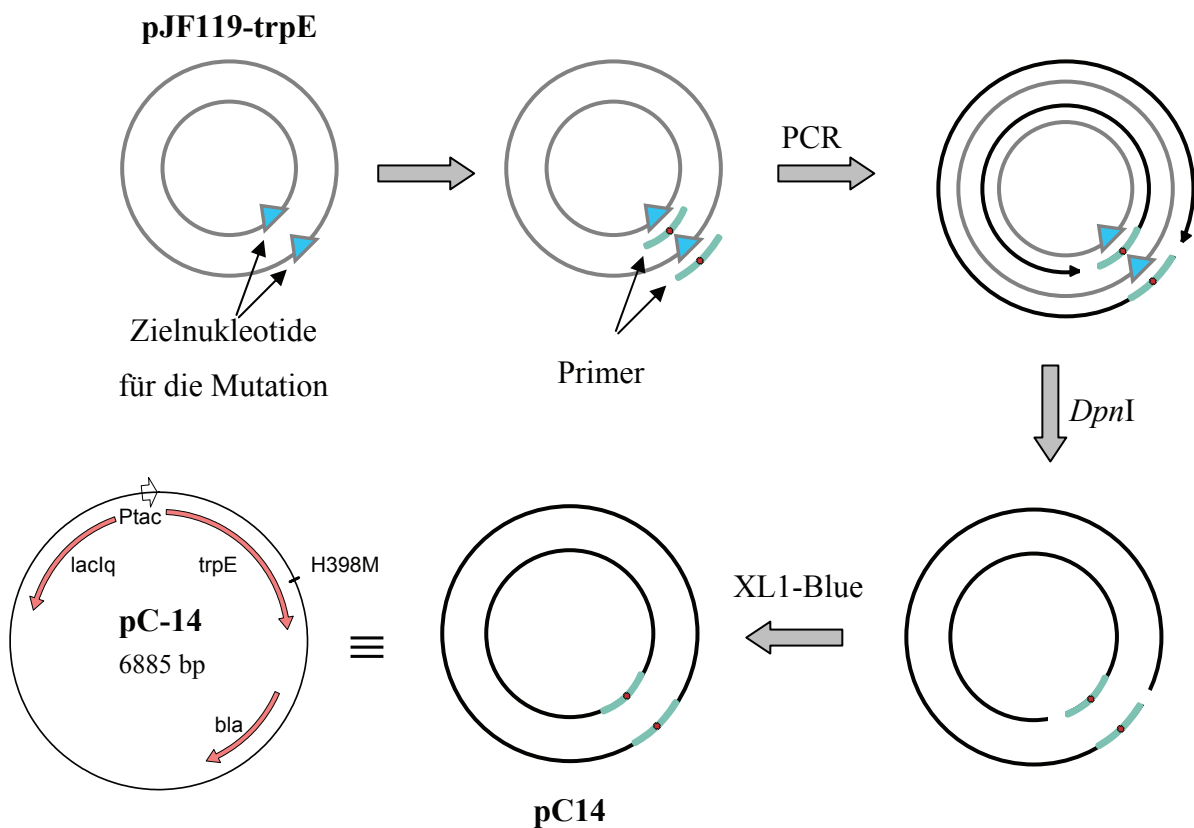 pJF119-trpE
PCR
Zielnukleotide
für die Mutation
Primer
DpnI
Ptac
lacIq
trpE
H398M
pC-14
6885 bp
bla
≡
XL1-Blue
pC14